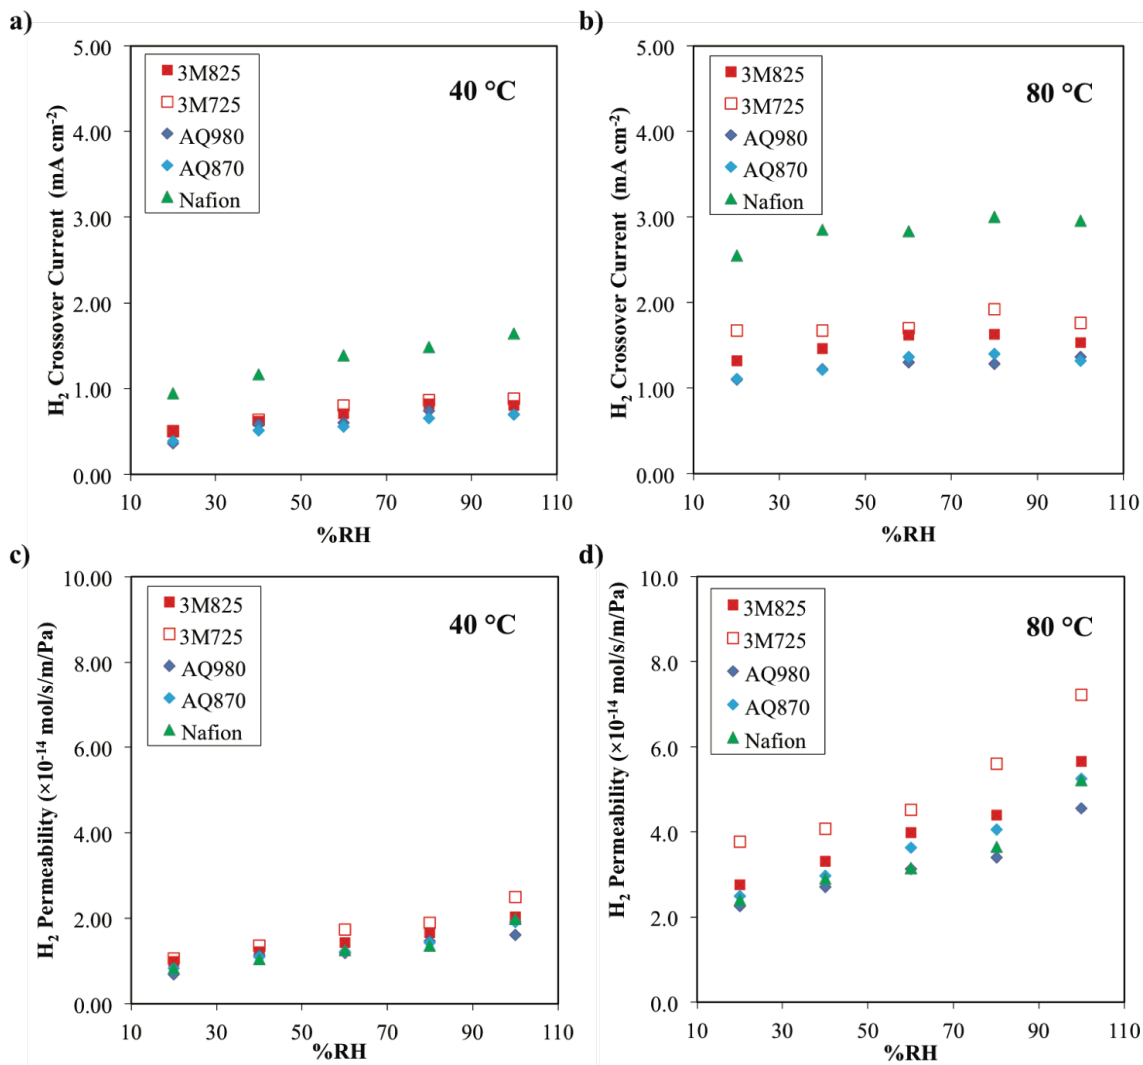 a)
5.00
4.00
3.00
2.00
1.00
0.00
H2 Crossover Current (mA cm-2)
3M825
3M725
AQ980
AQ870
Nafion
40 °C
10 30 50 70 90 110
%RH
b)
5.00
4.00
3.00
2.00
1.00
0.00
H2 Crossover Current (mA cm-2)
3M825
3M725
AQ980
AQ870
Nafion
80 °C
10 30 50 70 90 110
%RH
c)
10.00
8.00
6.00
4.00
2.00
0.00
H2 Permeability (×10-14 mol/s/m/Pa)
3M825
3M725
AQ980
AQ870
Nafion
40 °C
10 30 50 70 90 110
%RH
d)
10.0
8.0
6.0
4.0
2.0
0.0
H2 Permeability (×10-14 mol/s/m/Pa)
3M825
3M725
AQ980
AQ870
Nafion
80 °C
10 30 50 70 90 110
%RH